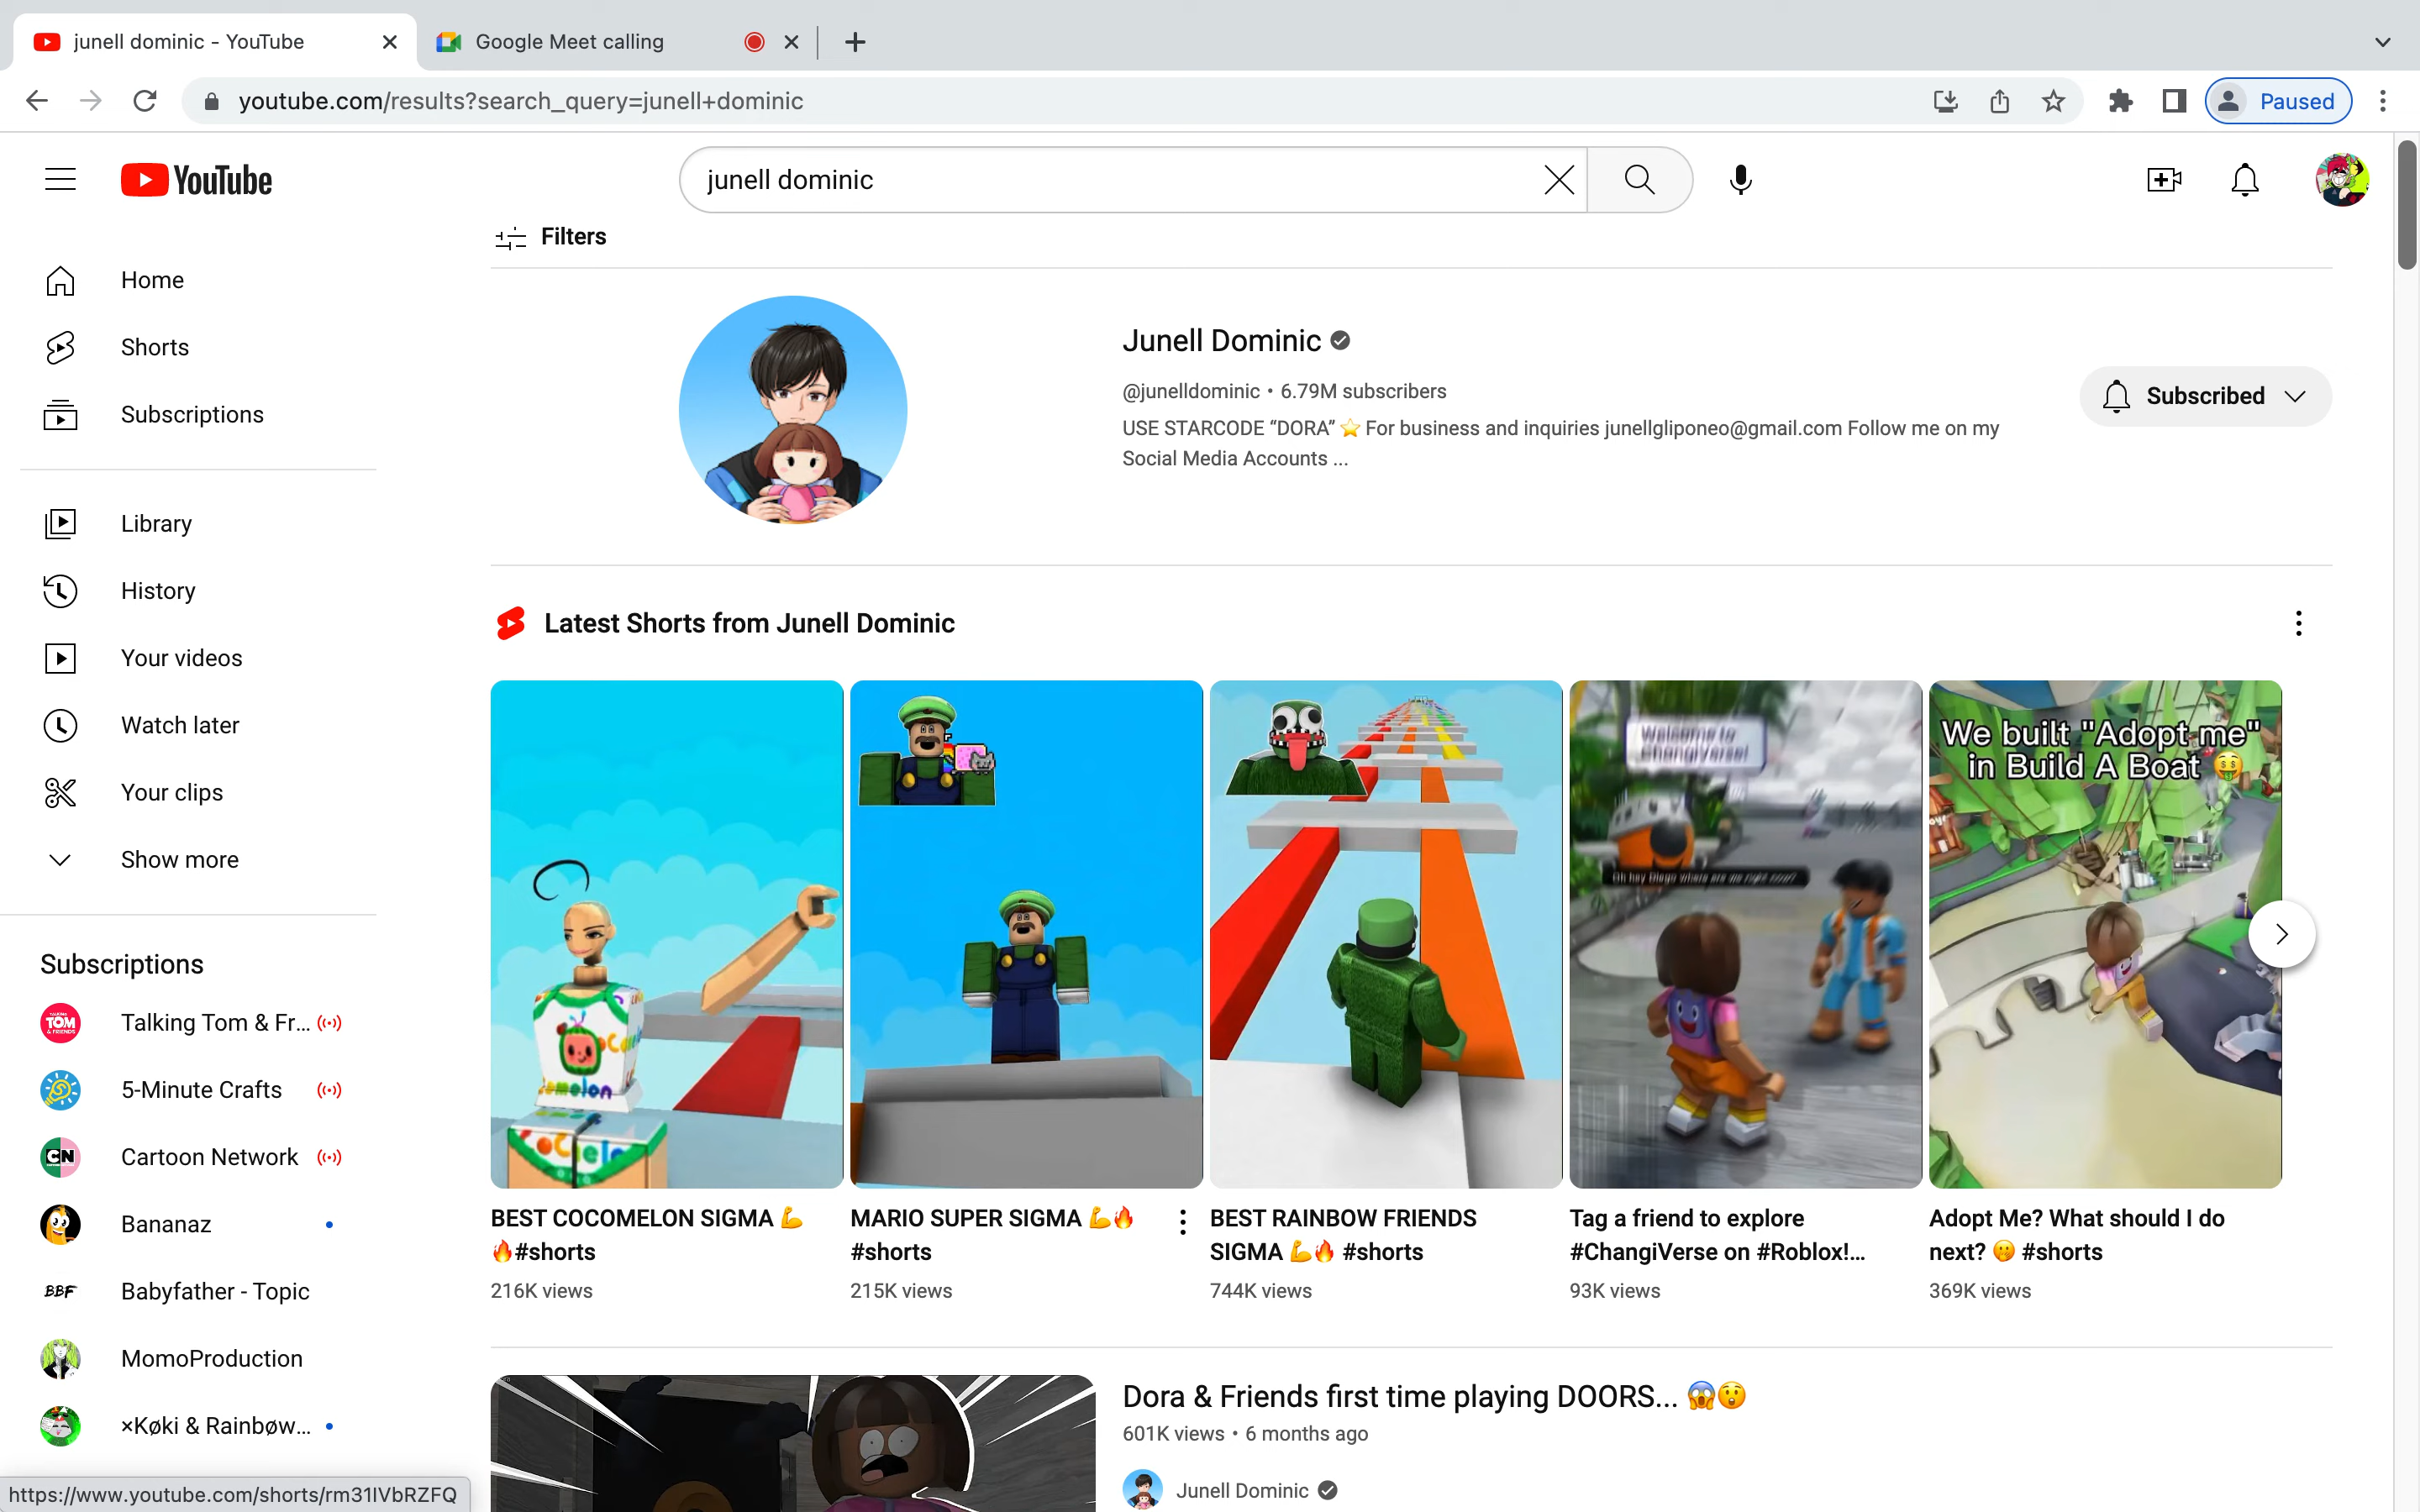 junell dominic - YouTube
Google Meet calling
youtube.com/results?search_query=junell+dominic
Paused
YouTube
junell dominic
Filters
Home
Shorts
Subscriptions
Library
History
Your videos
Watch later
Your clips
Show more
Subscriptions
Talking Tom & Fr...
5-Minute Crafts
Cartoon Network
Bananaz
Babyfather - Topic
MomoProduction
×Køki & Rainbøw...
Junell Dominic
@junelldominic • 6.79M subscribers
USE STARCODE “DORA” ⭐ For business and inquiries junellgliponeo@gmail.com Follow me on my
Social Media Accounts ...
Subscribed
Latest Shorts from Junell Dominic
Welcome to
ChangiVerse!
We built "Adopt me"
in Build A Boat 🤑
BEST COCOMELON SIGMA 💪
🔥#shorts
216K views
MARIO SUPER SIGMA 💪🔥
#shorts
215K views
BEST RAINBOW FRIENDS
SIGMA 💪🔥 #shorts
744K views
Tag a friend to explore
#ChangiVerse on #Roblox!...
93K views
Adopt Me? What should I do
next? 🤫 #shorts
369K views
Dora & Friends first time playing DOORS... 😱😲
601K views • 6 months ago
Junell Dominic
https://www.youtube.com/shorts/rm31lVbRZFQ